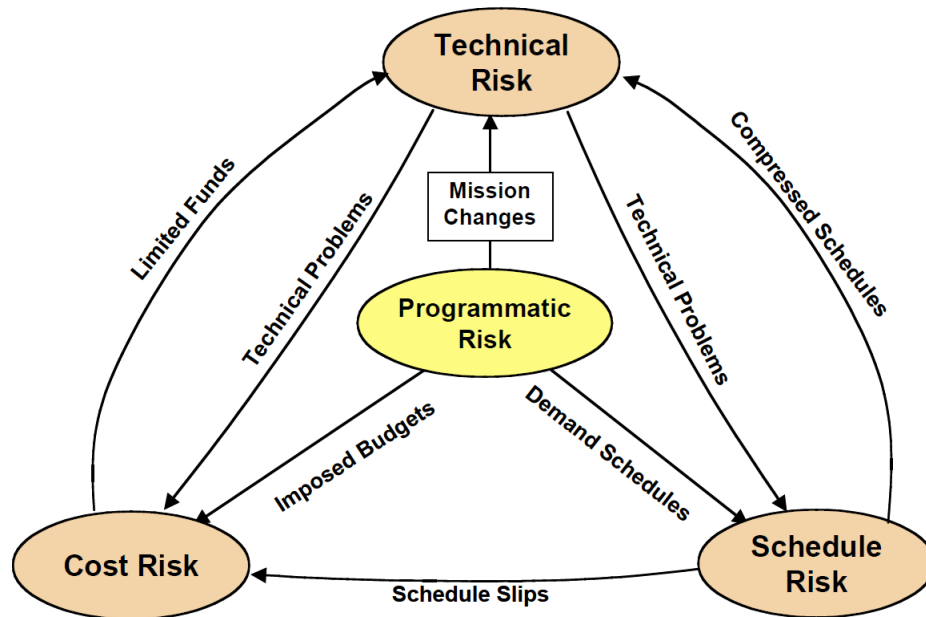 Technical
Risk
Limited Funds
Technical Problems
Mission
Changes
Technical Problems
Compressed Schedules
Programmatic
Risk
Imposed Budgets
Demand Schedules
Cost Risk
Schedule Slips
Schedule
Risk